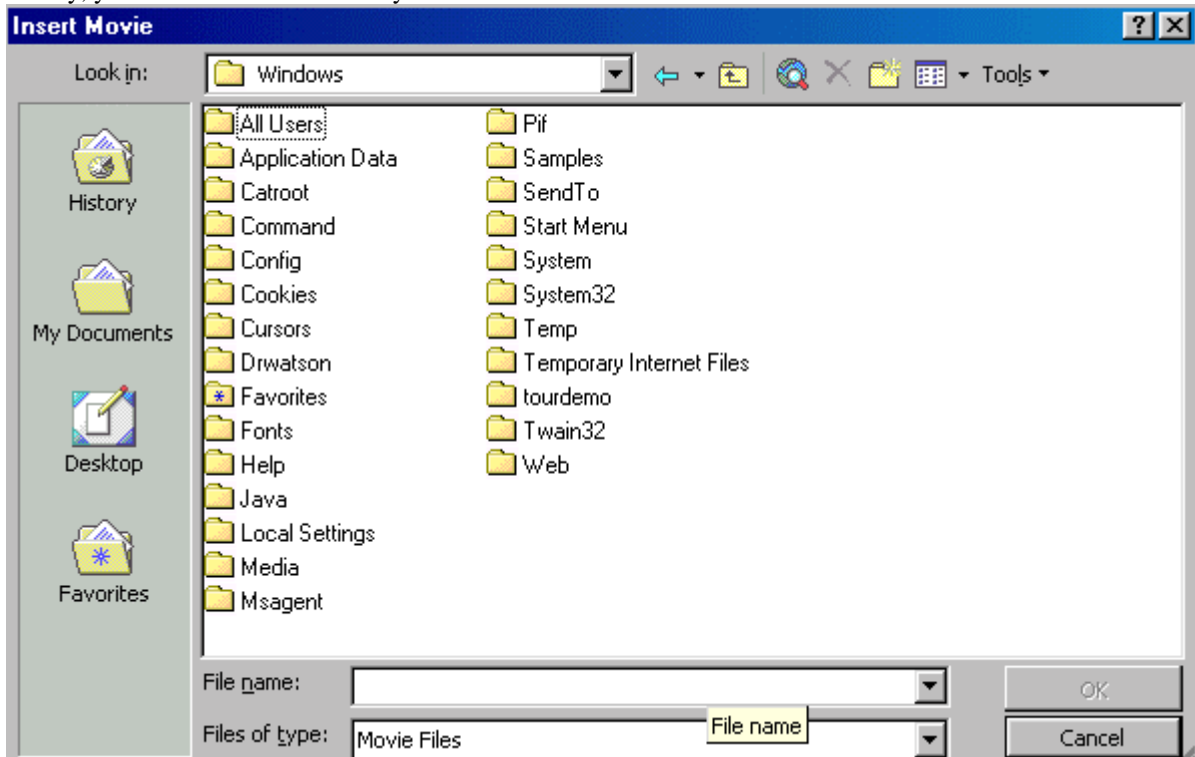 Insert Movie
Look in:
Windows
Tools
History
My Documents
Desktop
Favorites
All Users
Application Data
Catroot
Command
Config
Cookies
Cursors
Drwatson
Favorites
Fonts
Help
Java
Local Settings
Media
Msagent
Pif
Samples
SendTo
Start Menu
System
System32
Temp
Temporary Internet Files
tourdemo
Twain32
Web
File name:
OK
File name
Files of type:
Movie Files
Cancel